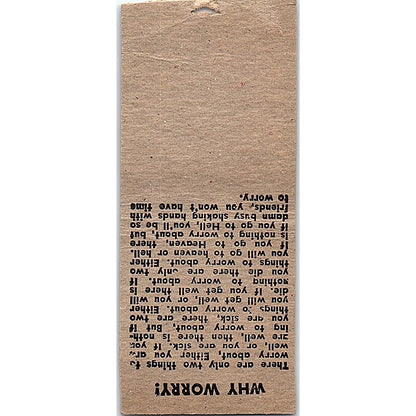 WHY WORRY!
There are only two things to
worry about, Either you are
well, or you are sick. If you
are well, then there is noth-
ing to worry about, But if
you are sick, there are two
things to worry about. Either
you will get well, or you will
die. If you get well there is
nothing to worry about. If
you die there are only two
things to worry about. Either
you will go to heaven or hell
If you go to Heaven, there
is nothing to worry about, but
if you go to Hell, you'll be so
damn busy shaking hands with
friends, you won't have time
to worry.